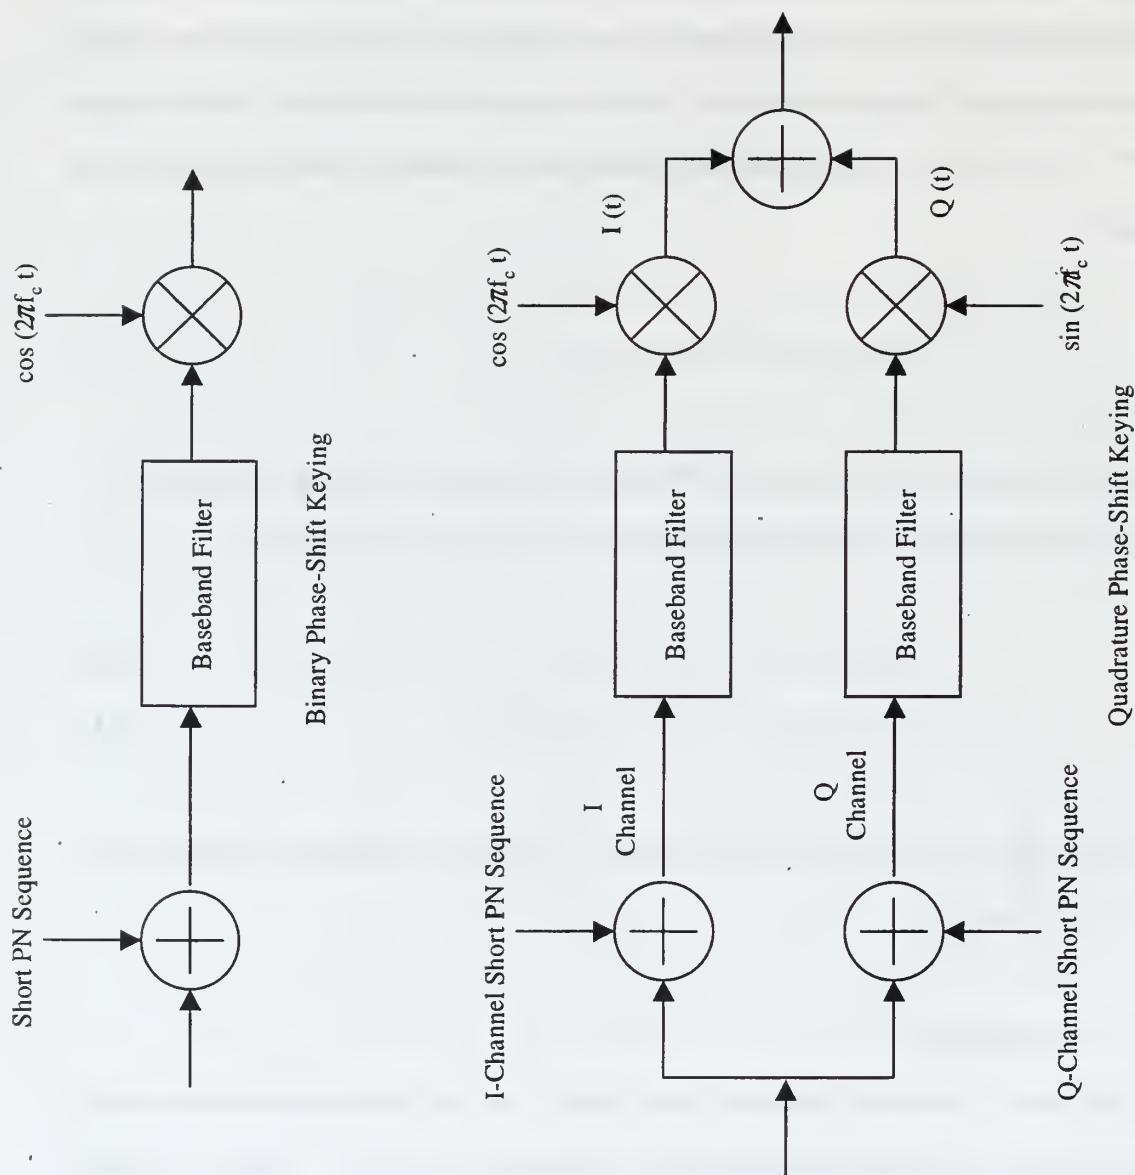 Short PN Sequence
cos (2πf_c t)
Baseband Filter
Binary Phase-Shift Keying
I-Channel Short PN Sequence
cos (2πf_c t)
I
Channel
Baseband Filter
I (t)
Q
Channel
Baseband Filter
Q (t)
Q-Channel Short PN Sequence
sin (2πf_c t)
Quadrature Phase-Shift Keying